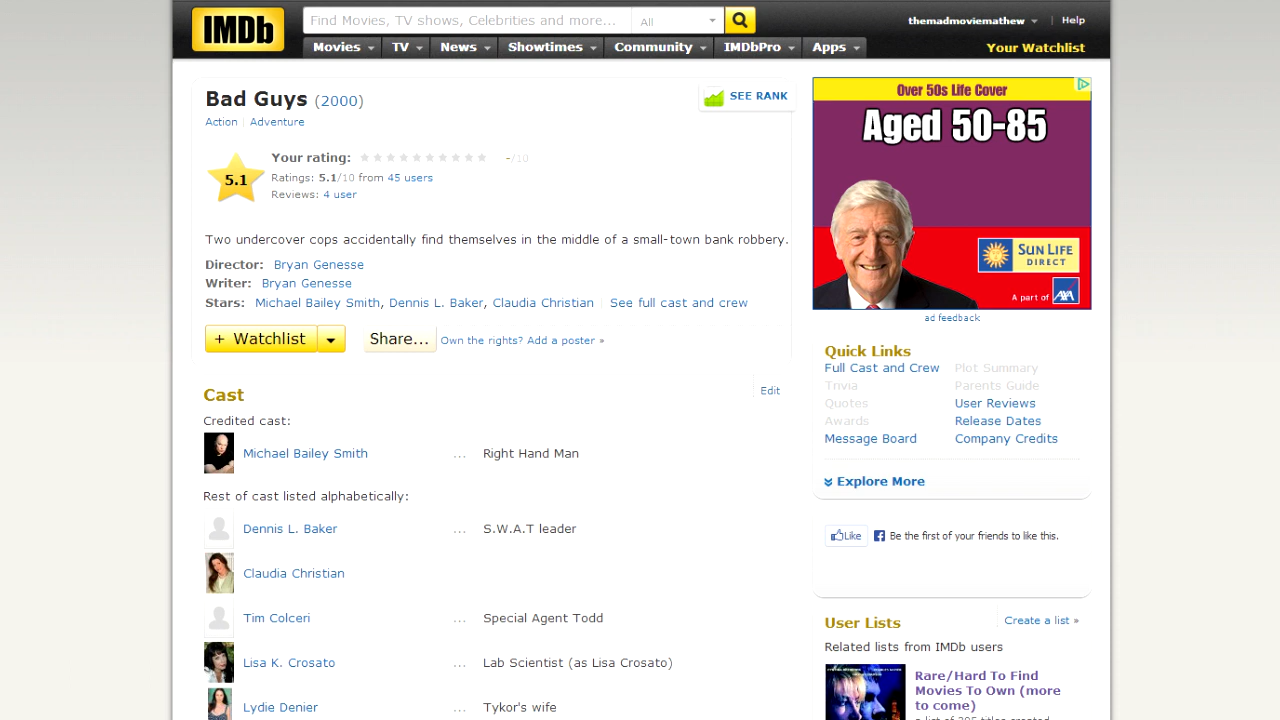 IMDb
Find Movies, TV shows, Celebrities and more...
All
themadmoviemathew
Help
Movies
TV
News
Showtimes
Community
IMDbPro
Apps
Your Watchlist
Bad Guys (2000)
SEE RANK
Action | Adventure
Your rating:
-/10
5.1
Ratings: 5.1/10 from 45 users
Reviews: 4 user
Two undercover cops accidentally find themselves in the middle of a small-town bank robbery.
Director: Bryan Genesse
Writer: Bryan Genesse
Stars: Michael Bailey Smith, Dennis L. Baker, Claudia Christian | See full cast and crew
+ Watchlist
Share...
Own the rights? Add a poster »
Cast
Edit
Credited cast:
Michael Bailey Smith ... Right Hand Man
Rest of cast listed alphabetically:
Dennis L. Baker ... S.W.A.T leader
Claudia Christian
Tim Colceri ... Special Agent Todd
Lisa K. Crosato ... Lab Scientist (as Lisa Crosato)
Lydie Denier ... Tykor's wife
Over 50s Life Cover
Aged 50-85
SUN LIFE
DIRECT
A part of AXA
ad feedback
Quick Links
Full Cast and Crew
Plot Summary
Trivia
Parents Guide
Quotes
User Reviews
Awards
Release Dates
Message Board
Company Credits
Explore More
Like
Be the first of your friends to like this.
User Lists
Create a list »
Related lists from IMDb users
Rare/Hard To Find
Movies To Own (more
to come)